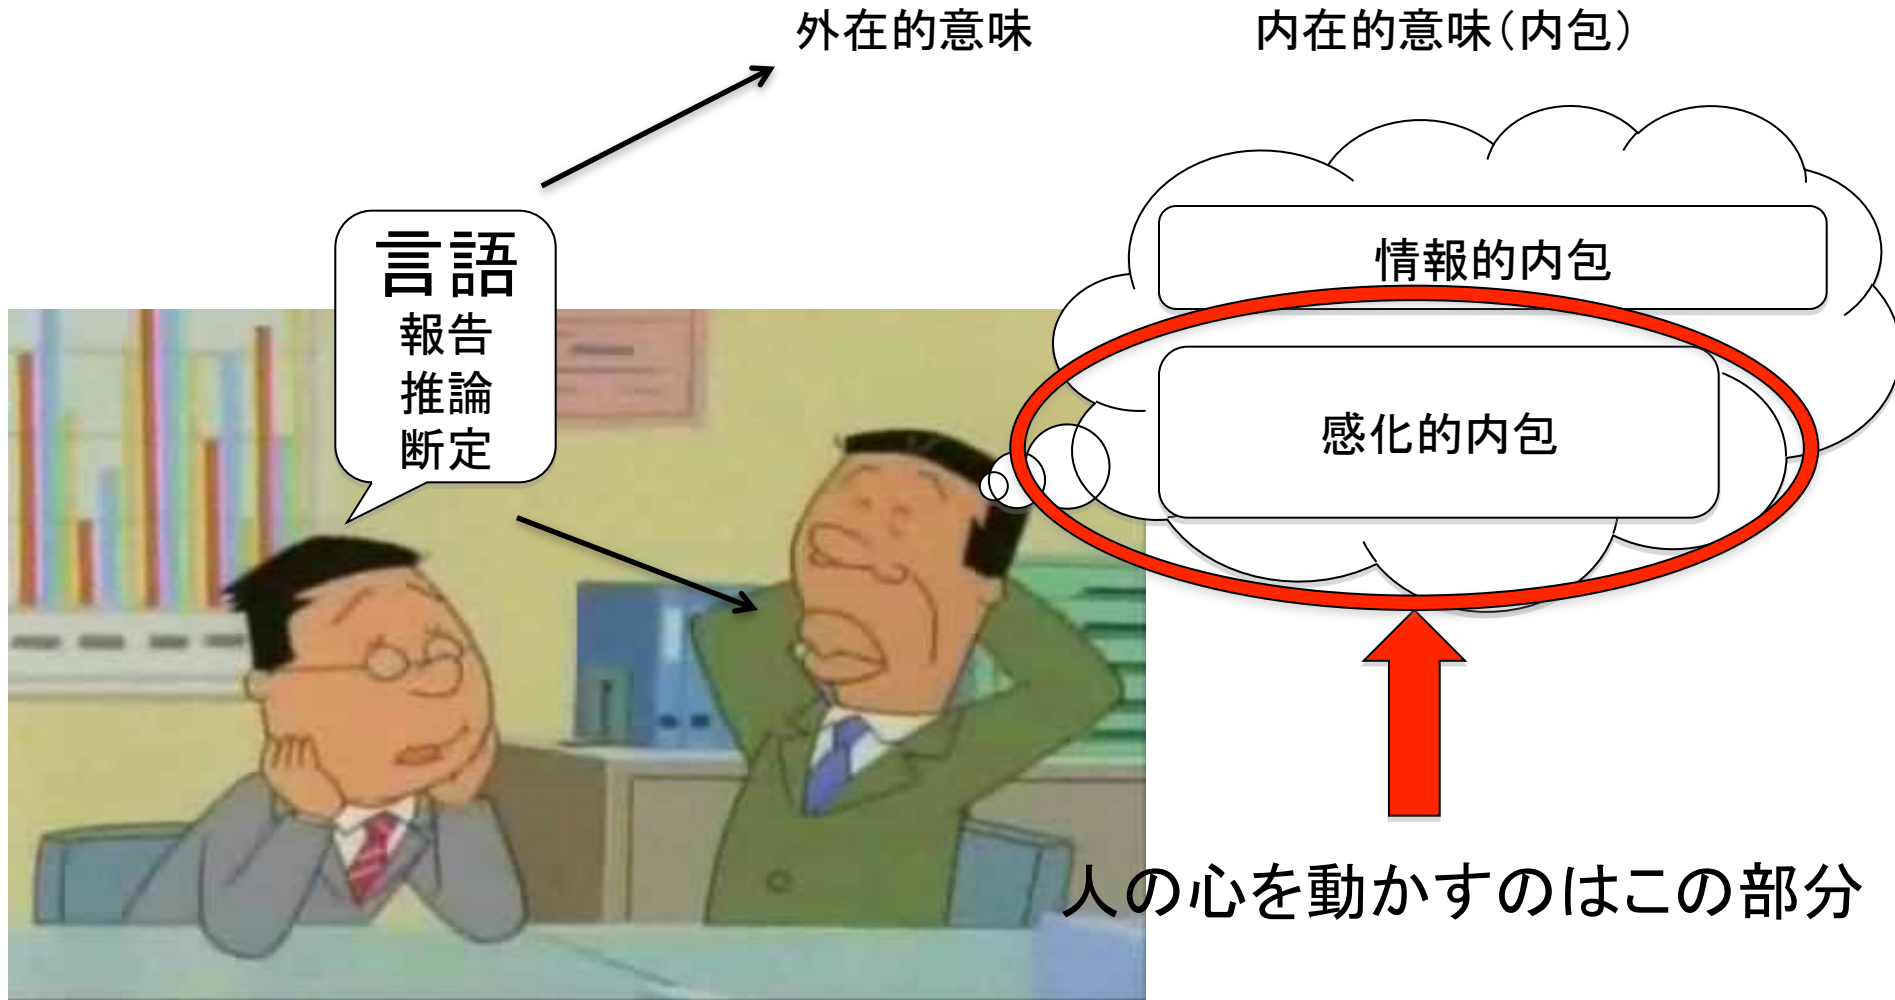 外在的意味
内在的意味(内包)
言語
報告
推論
断定
情報的内包
感化的内包
人の心を動かすのはこの部分